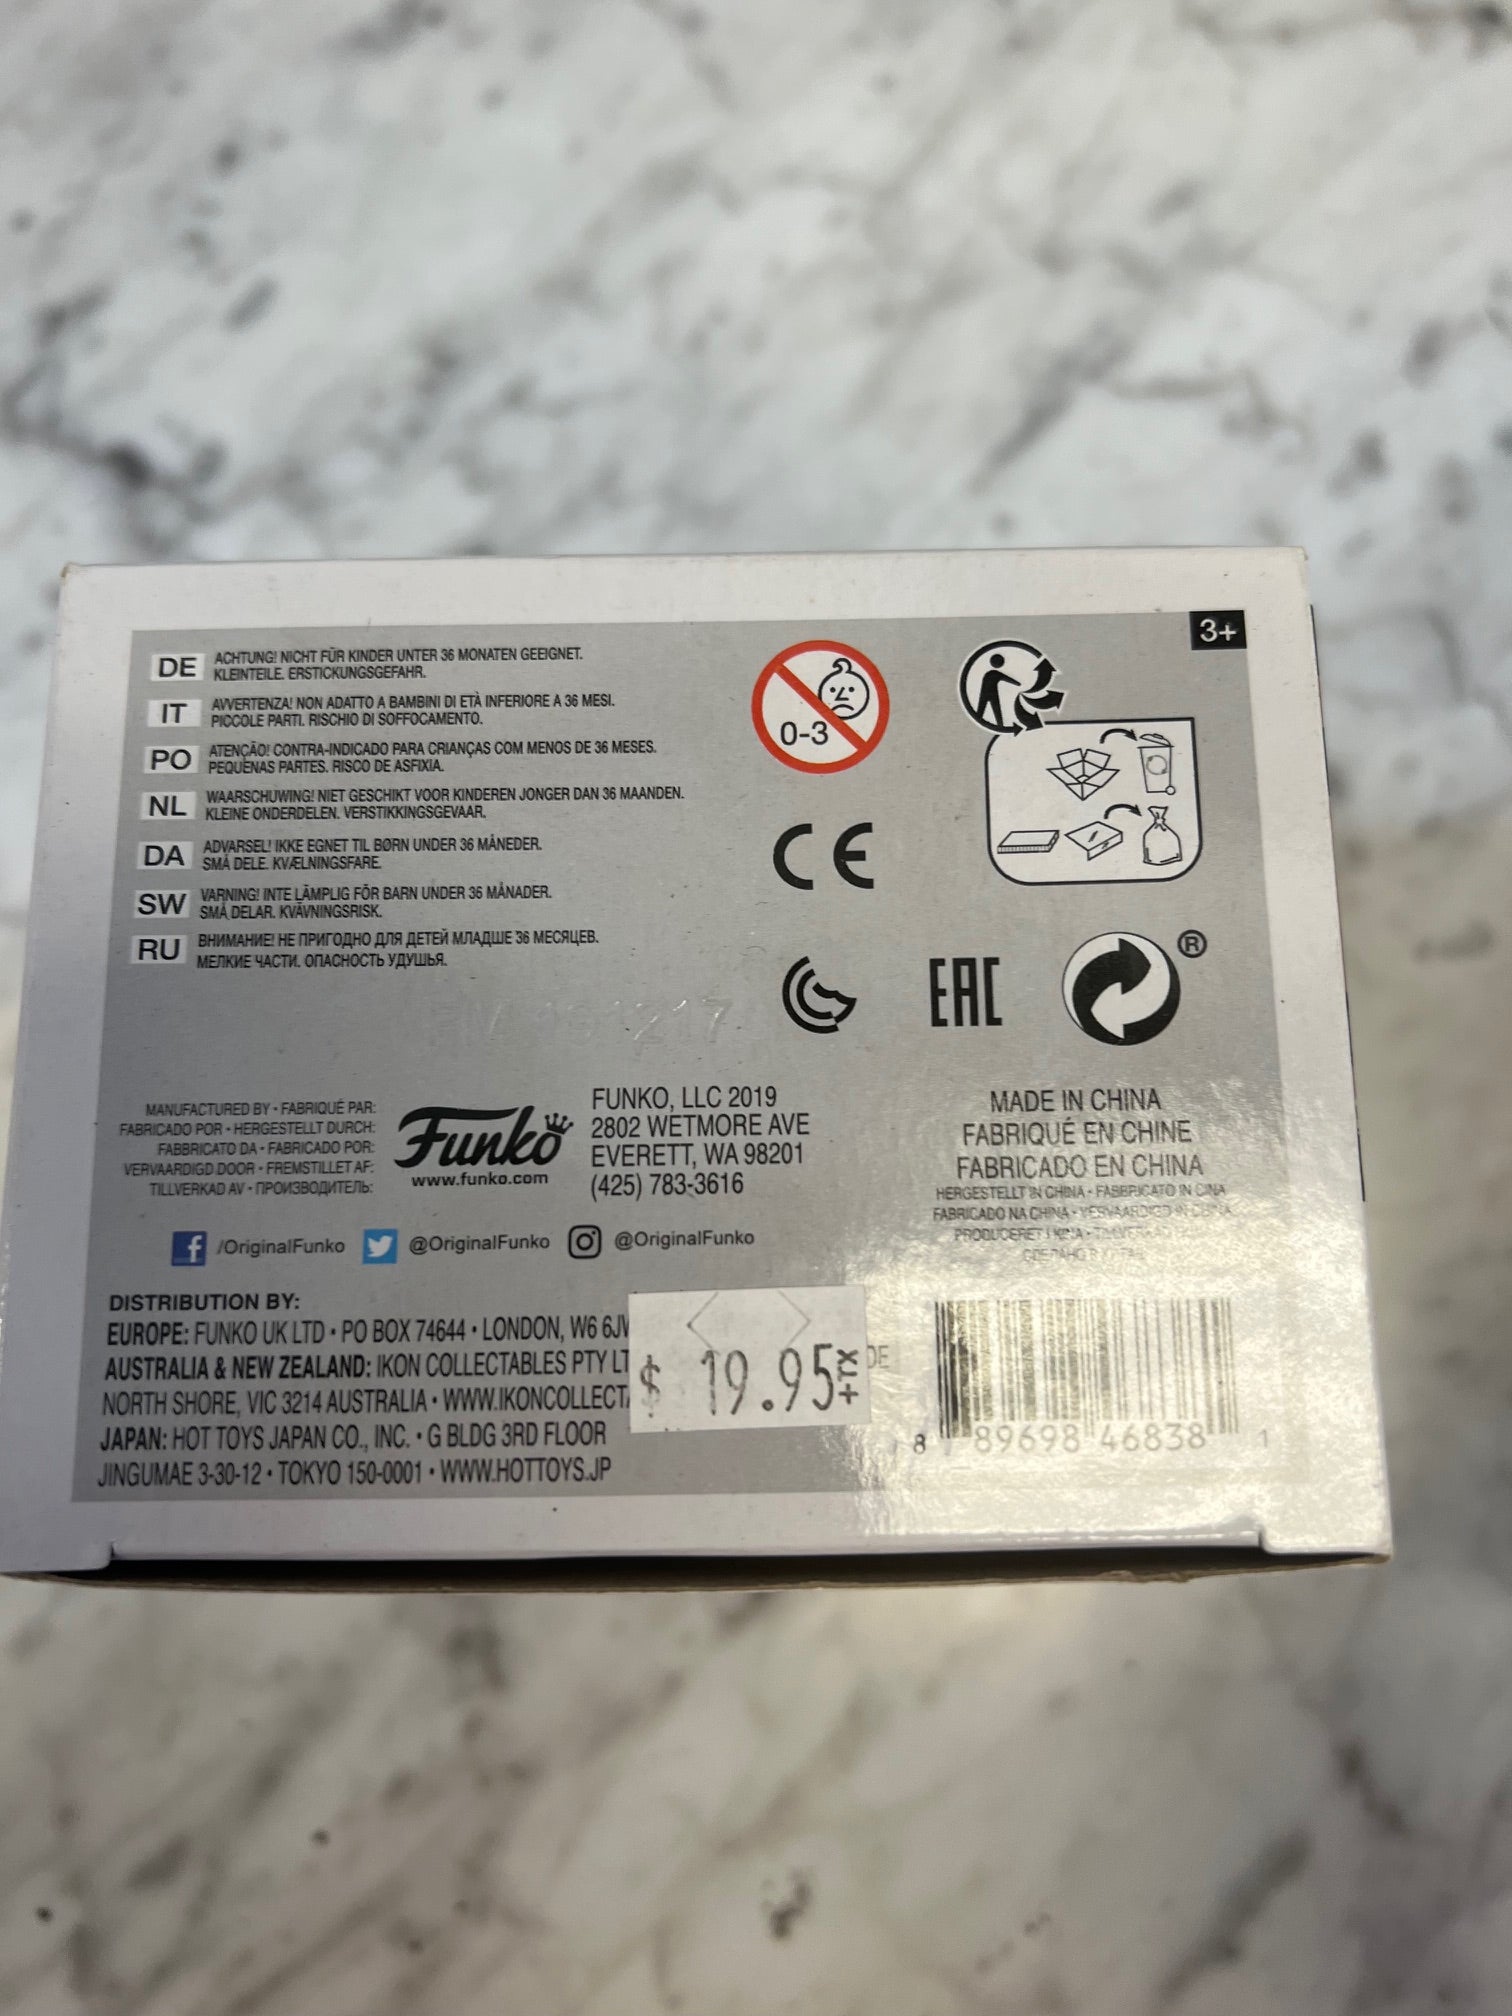 3+
DE ACHTUNG! NICHT FÜR KINDER UNTER 36 MONATEN GEEIGNET.
KLEINTEILE. ERSTICKUNGSGEFAHR.
IT AVVERTENZA! NON ADATTO A BAMBINI DI ETÀ INFERIORE A 36 MESI.
PICCOLE PARTI. RISCHIO DI SOFFOCAMENTO.
PO ATENÇÃO! CONTRA-INDICADO PARA CRIANÇAS COM MENOS DE 36 MESES.
PEQUENAS PARTES. RISCO DE ASFIXIA.
NL WAARSCHUWING! NIET GESCHIKT VOOR KINDEREN JONGER DAN 36 MAANDEN.
KLEINE ONDERDELEN. VERSTIKKINGSGEVAAR.
DA ADVARSEL! IKKE EGNET TIL BØRN UNDER 36 MÅNEDER.
SMÅ DELE. KVÆLNINGSFARE.
SW VARNING! INTE LÄMPLIG FÖR BARN UNDER 36 MÅNADER.
SMÅ DELAR. KVÄVNINGSRISK.
RU ВНИМАНИЕ! НЕ ПРИГОДНО ДЛЯ ДЕТЕЙ МЛАДШЕ 36 МЕСЯЦЕВ.
МЕЛКИЕ ЧАСТИ. ОПАСНОСТЬ УДУШЬЯ.
0-3
CE
EAC
®
MANUFACTURED BY • FABRIQUÉ PAR:
FABRICADO POR • HERGESTELLT DURCH:
FABBRICATO DA • FABRICADO POR:
VERVAARDIGD DOOR • FREMSTILLET AF:
TILLVERKAD AV • ПРОИЗВОДИТЕЛЬ:
Funko
www.funko.com
FUNKO, LLC 2019
2802 WETMORE AVE
EVERETT, WA 98201
(425) 783-3616
MADE IN CHINA
FABRIQUÉ EN CHINE
FABRICADO EN CHINA
HERGESTELLT IN CHINA • FABBRICATO IN CINA
FABRICADO NA CHINA • VERVAARDIGD IN CHINA
PRODUCERET I KINA
/OriginalFunko @OriginalFunko @OriginalFunko
DISTRIBUTION BY:
EUROPE: FUNKO UK LTD • PO BOX 74644 • LONDON, W6
AUSTRALIA & NEW ZEALAND: IKON COLLECTABLES PTY
NORTH SHORE, VIC 3214 AUSTRALIA •
JAPAN: HOT TOYS JAPAN CO., INC. • G BLDG 3RD FLOOR
JINGUMAE 3-30-12 • TOKYO 150-0001 • WWW.HOTTOYS.JP
$ 19.95 +TX
8 89698 46838 1